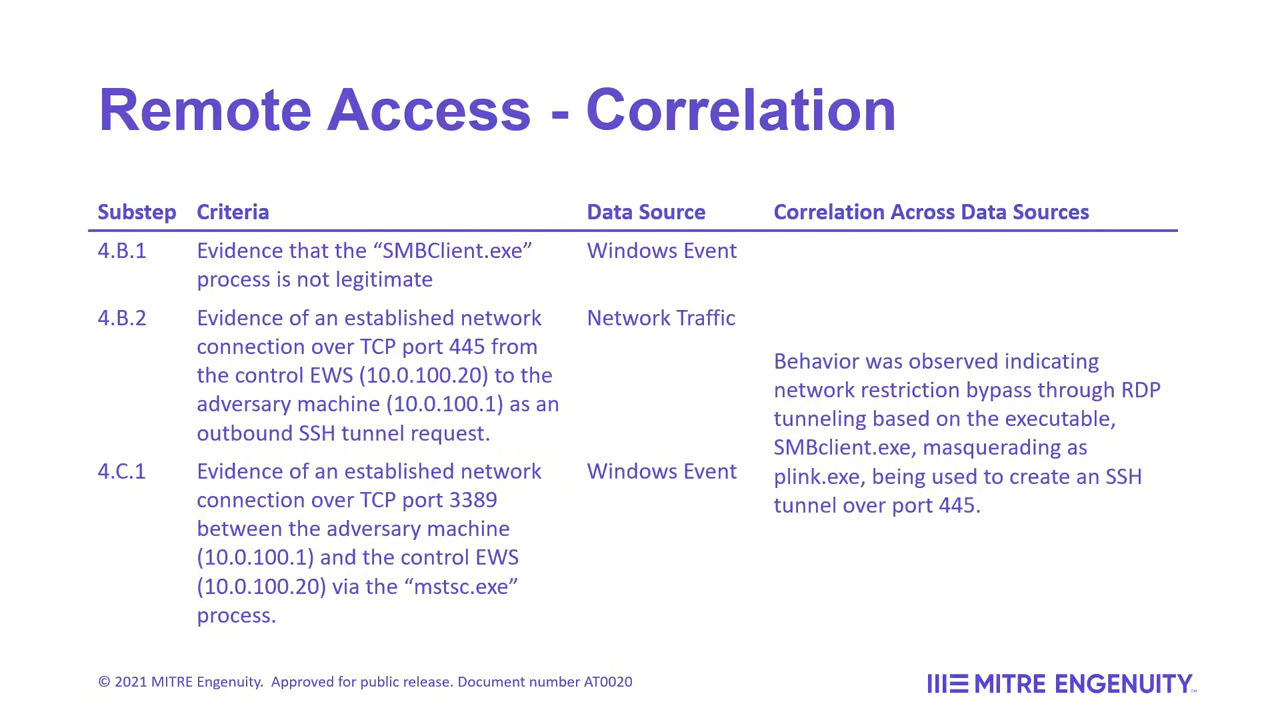 Remote Access - Correlation
Substep Criteria Data Source Correlation Across Data Sources
4.B.1 Evidence that the “SMBClient.exe” Windows Event
process is not legitimate
4.B.2 Evidence of an established network Network Traffic
connection over TCP port 445 from
the control EWS (10.0.100.20) to the
adversary machine (10.0.100.1) as an
outbound SSH tunnel request.
4.C.1 Evidence of an established network Windows Event
connection over TCP port 3389
between the adversary machine
(10.0.100.1) and the control EWS
(10.0.100.20) via the “mstsc.exe”
process.
Behavior was observed indicating
network restriction bypass through RDP
tunneling based on the executable,
SMBclient.exe, masquerading as
plink.exe, being used to create an SSH
tunnel over port 445.
© 2021 MITRE Engenuity. Approved for public release. Document number AT0020
MITRE ENGENUITY™